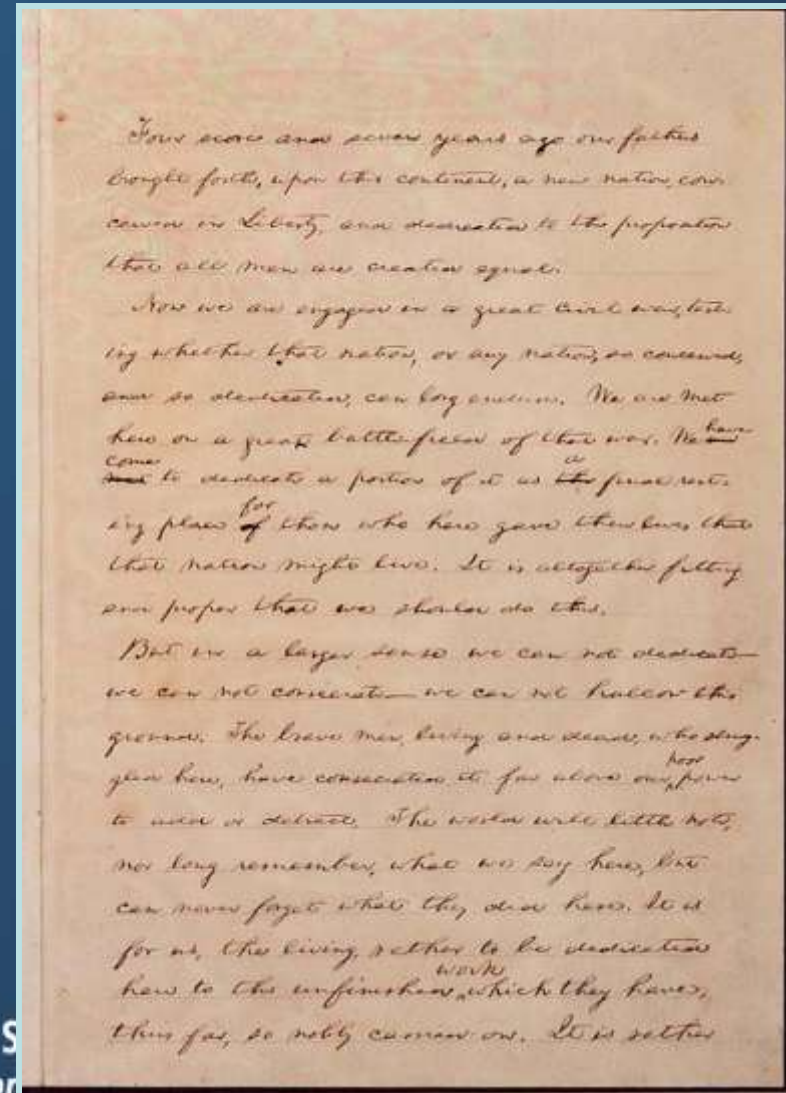 Four score and seven years ago our fathers
brought forth, upon this continent, a new nation, con-
ceived in Liberty, and dedicated to the proposition
that all men are created equal.
Now we are engaged in a great civil war, test-
ing whether that nation, or any nation, so conceived,
and so dedicated, can long endure. We are met
here on a great battlefield of that war. We are have
met come to dedicate a portion of it as the a final rest-
ing place of for those who here gave their lives that
that nation might live. It is altogether fitting
and proper that we should do this.
But in a larger sense we can not dedicate—
we can not consecrate— we can not hallow this
ground. The brave men, living and dead, who strug-
gled here, have consecrated it far above our poor power
to add or detract. The world will little note,
nor long remember, what we say here, but
can never forget what they did here. It is
for us, the living, rather to be dedicated
here to the unfinished work which they have,
thus far, so nobly carried on. It is rather
S